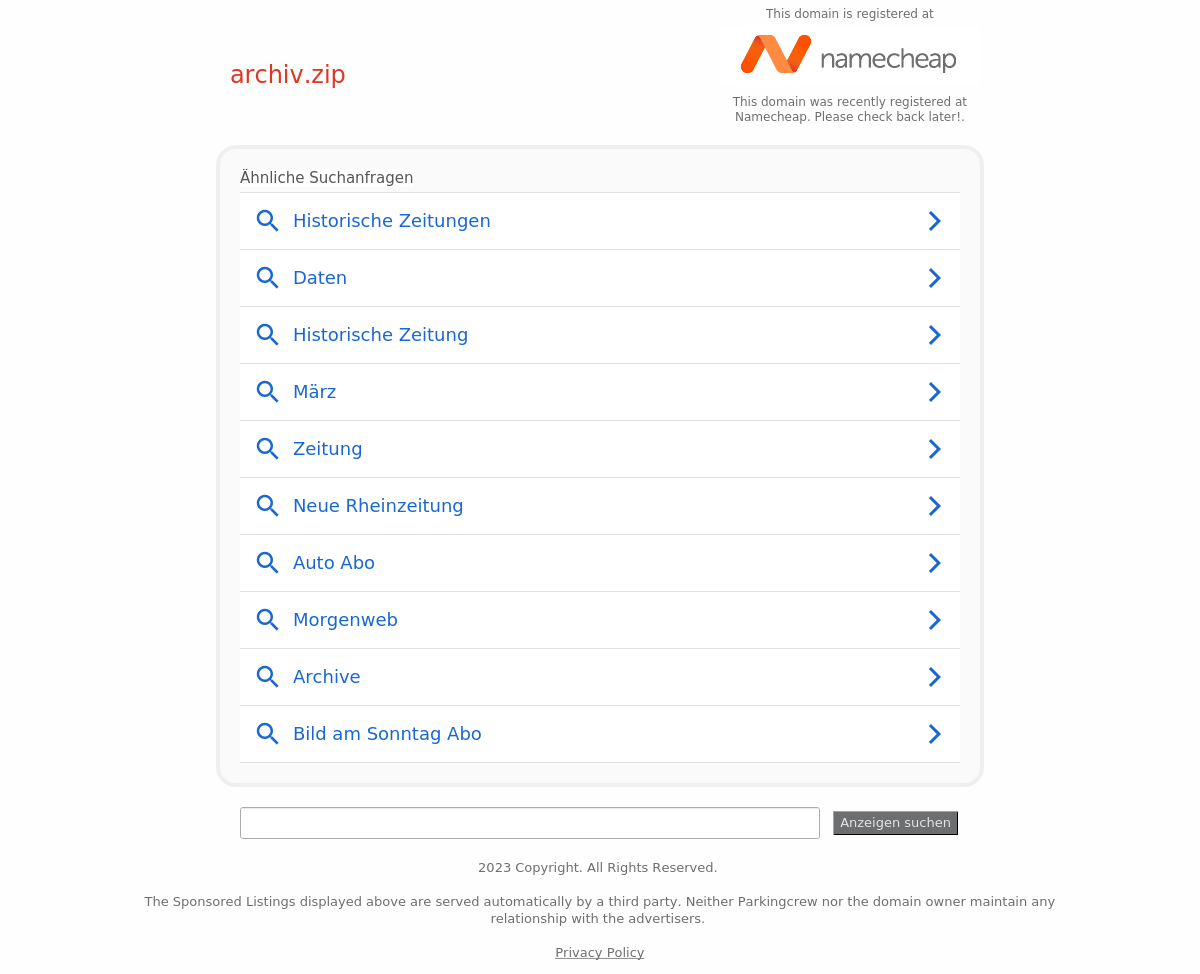 This domain is registered at
namecheap
archiv.zip
This domain was recently registered at
Namecheap. Please check back later!.
Ähnliche Suchanfragen
Historische Zeitungen
Daten
Historische Zeitung
März
Zeitung
Neue Rheinzeitung
Auto Abo
Morgenweb
Archive
Bild am Sonntag Abo
Anzeigen suchen
2023 Copyright. All Rights Reserved.
The Sponsored Listings displayed above are served automatically by a third party. Neither Parkingcrew nor the domain owner maintain any
relationship with the advertisers.
Privacy Policy